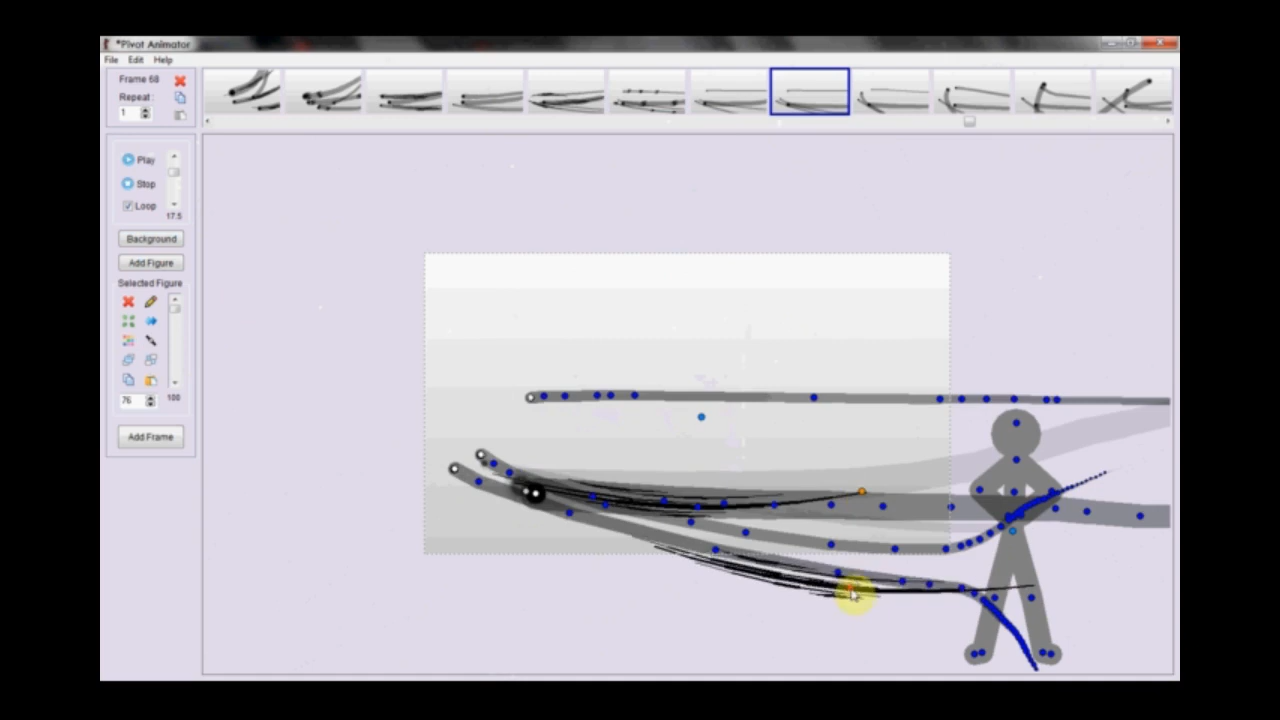 *Pivot Animator
File Edit Help
Frame 68
Repeat:
1
Play
Stop
Loop
17.5
Background
Add Figure
Selected Figure
76
100
Add Frame